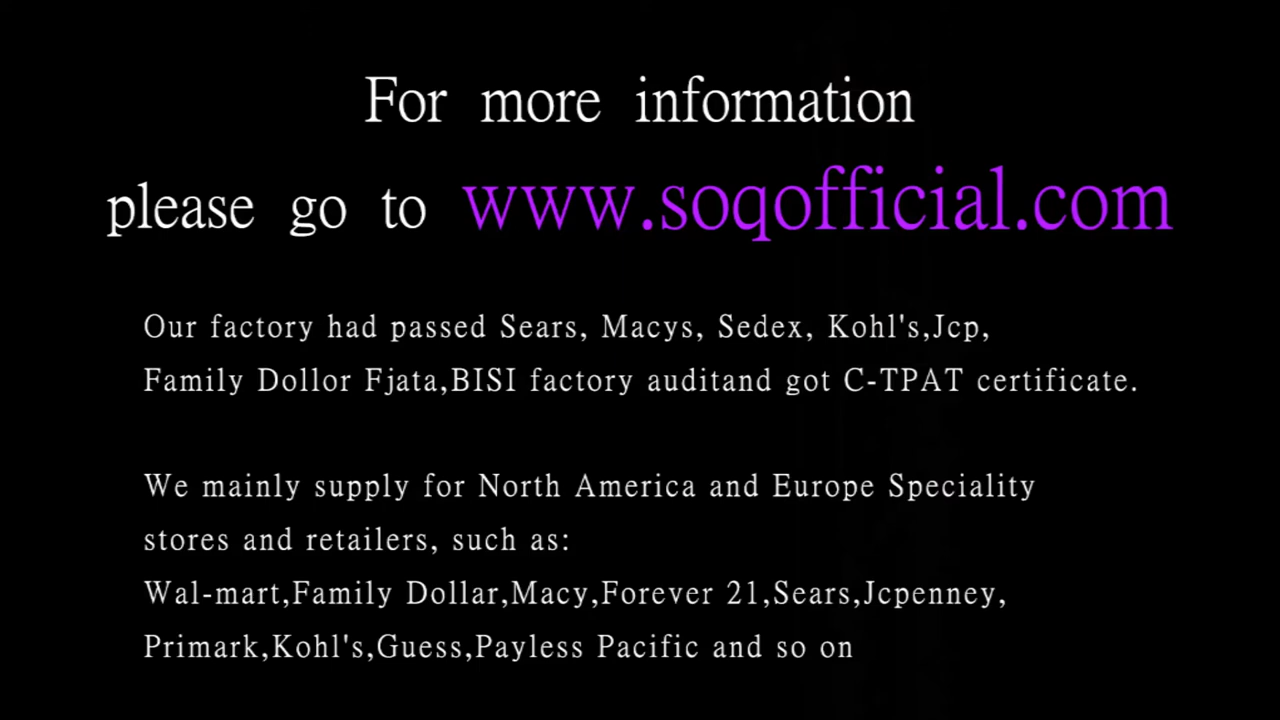 For more information
please go to www.soqofficial.com
Our factory had passed Sears, Macys, Sedex, Kohl's,Jcp,
Family Dollor Fjata,BISI factory auditand got C-TPAT certificate.
We mainly supply for North America and Europe Speciality
stores and retailers, such as:
Wal-mart,Family Dollar,Macy,Forever 21,Sears,Jcpenney,
Primark,Kohl's,Guess,Payless Pacific and so on